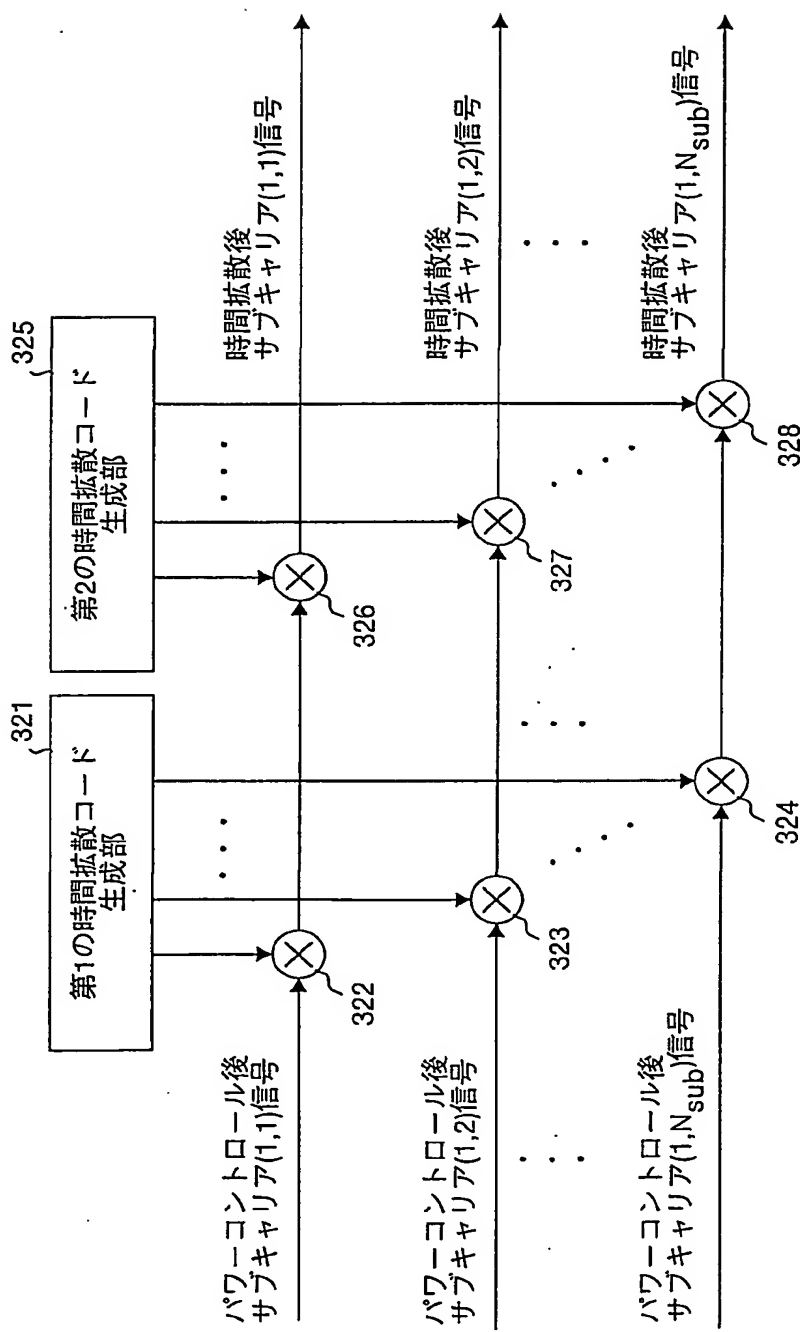 321
第1の時間拡散コード
生成部
325
第2の時間拡散コード
生成部
パワーコントロール後
サブキャリア(1,1)信号
322
326
時間拡散後
サブキャリア(1,1)信号
パワーコントロール後
サブキャリア(1,2)信号
323
327
時間拡散後
サブキャリア(1,2)信号
パワーコントロール後
サブキャリア(1,Nsub)信号
324
328
時間拡散後
サブキャリア(1,Nsub)信号